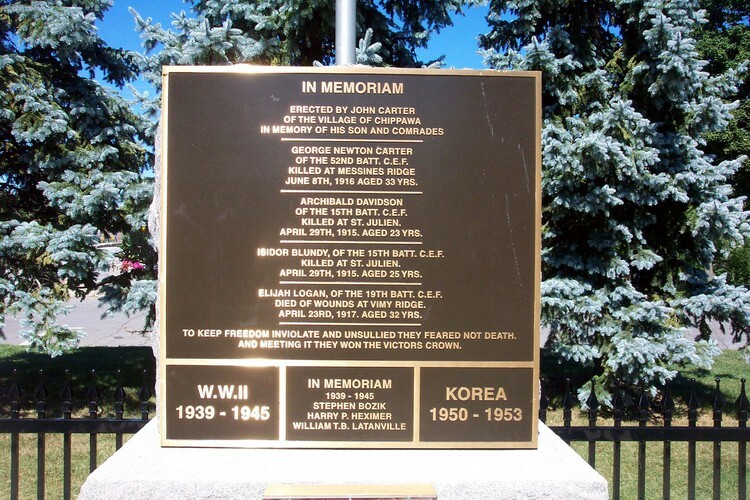 IN MEMORIAM
ERECTED BY JOHN CARTER
OF THE VILLAGE OF CHIPPAWA
IN MEMORY OF HIS SON AND COMRADES
GEORGE NEWTON CARTER
OF THE 52ND BATT. C.E.F.
KILLED AT MESSINES RIDGE
JUNE 8TH, 1916 AGED 33 YRS.
ARCHIBALD DAVIDSON
OF THE 15TH BATT. C.E.F.
KILLED AT ST. JULIEN.
APRIL 29TH, 1915. AGED 23 YRS.
ISIDOR BLUNDY, OF THE 15TH BATT. C.E.F.
KILLED AT ST. JULIEN.
APRIL 29TH, 1915. AGED 25 YRS.
ELIJAH LOGAN, OF THE 19TH BATT. C.E.F.
DIED OF WOUNDS AT VIMY RIDGE.
APRIL 23RD, 1917. AGED 32 YRS.
TO KEEP FREEDOM INVIOLATE AND UNSULLIED THEY FEARED NOT DEATH.
AND MEETING IT THEY WON THE VICTORS CROWN.
W.W.II
1939 - 1945
IN MEMORIAM
1939 - 1945
STEPHEN BOZIK
HARRY P. HEXIMER
WILLIAM T.B. LATANVILLE
KOREA
1950 - 1953